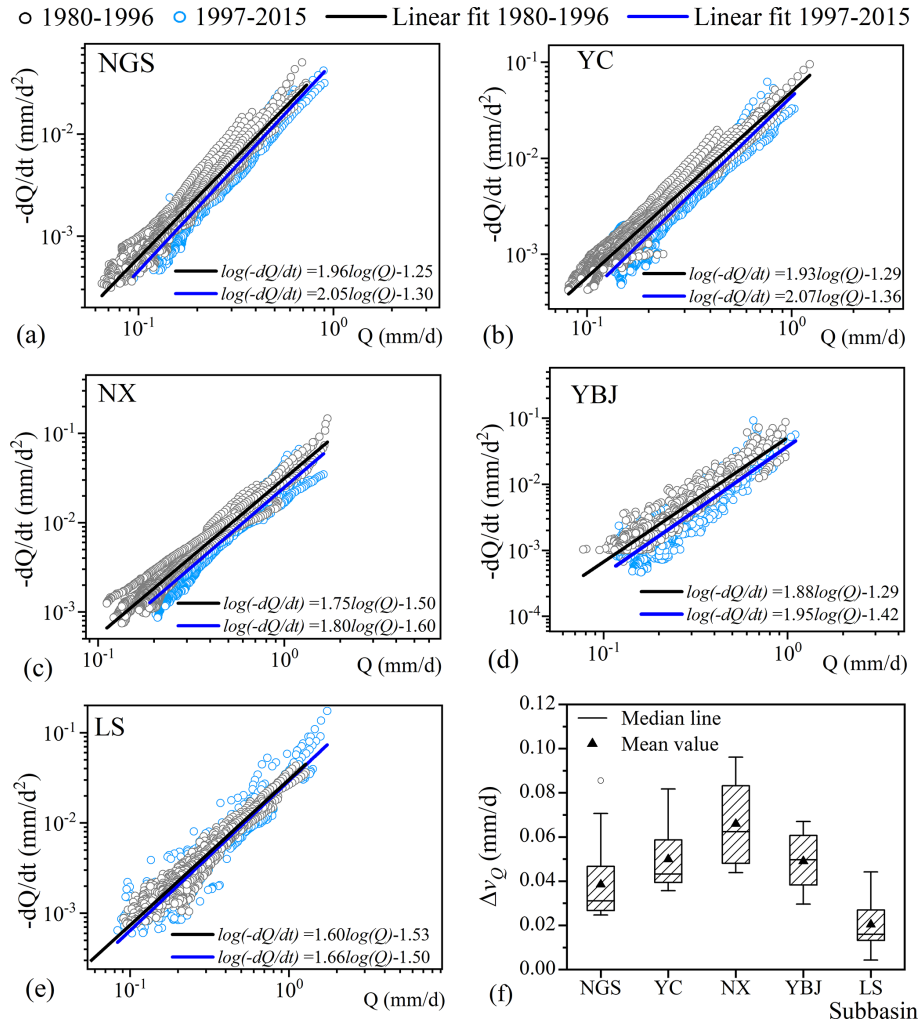 1980-1996 1997-2015 Linear fit 1980-1996 Linear fit 1997-2015
NGS
-dQ/dt (mm/d²)
10⁻²
10⁻³
log(-dQ/dt) =1.96log(Q)-1.25
log(-dQ/dt) =2.05log(Q)-1.30
10⁻¹ 10⁰
(a) Q (mm/d)
YC
-dQ/dt (mm/d²)
10⁻¹
10⁻²
10⁻³
log(-dQ/dt) =1.93log(Q)-1.29
log(-dQ/dt) =2.07log(Q)-1.36
10⁻¹ 10⁰
(b) Q (mm/d)
NX
-dQ/dt (mm/d²)
10⁻¹
10⁻²
10⁻³
log(-dQ/dt) =1.75log(Q)-1.50
log(-dQ/dt) =1.80log(Q)-1.60
10⁻¹ 10⁰
(c) Q (mm/d)
YBJ
-dQ/dt (mm/d²)
10⁻¹
10⁻²
10⁻³
10⁻⁴
log(-dQ/dt) =1.88log(Q)-1.29
log(-dQ/dt) =1.95log(Q)-1.42
10⁻¹ 10⁰
(d) Q (mm/d)
LS
-dQ/dt (mm/d²)
10⁻¹
10⁻²
10⁻³
log(-dQ/dt) =1.60log(Q)-1.53
log(-dQ/dt) =1.66log(Q)-1.50
10⁻¹ 10⁰
(e) Q (mm/d)
Δv_Q (mm/d)
0.12
0.10
0.08
0.06
0.04
0.02
0.00
Median line
Mean value
NGS YC NX YBJ LS
(f) Subbasin